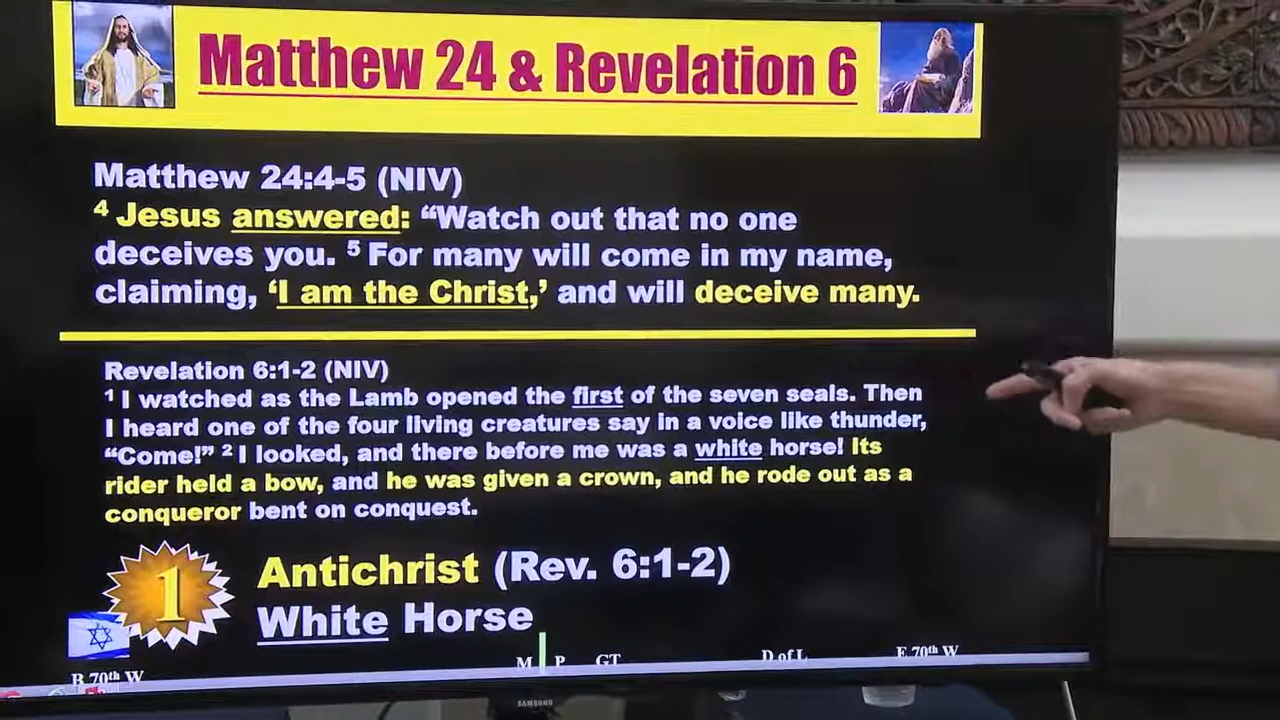 Matthew 24 & Revelation 6
Matthew 24:4-5 (NIV)
4 Jesus answered: “Watch out that no one
deceives you. 5 For many will come in my name,
claiming, ‘I am the Christ,’ and will deceive many.
Revelation 6:1-2 (NIV)
1 I watched as the Lamb opened the first of the seven seals. Then
I heard one of the four living creatures say in a voice like thunder,
“Come!” 2 I looked, and there before me was a white horse! Its
rider held a bow, and he was given a crown, and he rode out as a
conqueror bent on conquest.
1
Antichrist (Rev. 6:1-2)
White Horse
B 70th W M P GT D of L E 70th W
SAMSUNG